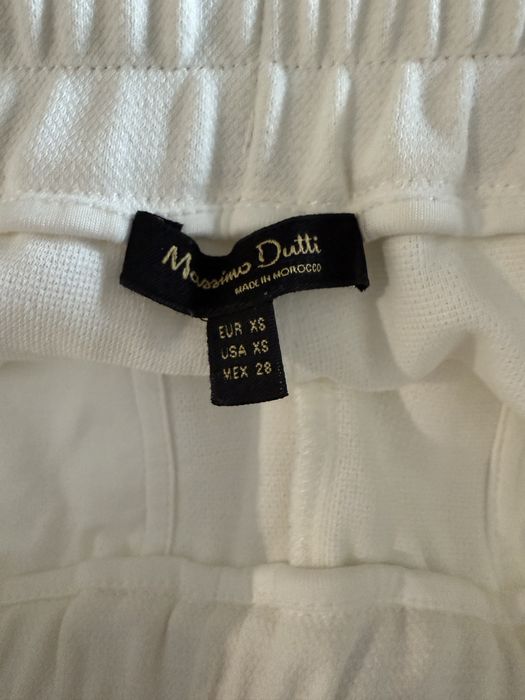 Massimo Dutti
MADE IN MOROCCO
EUR XS
USA XS
MEX 28